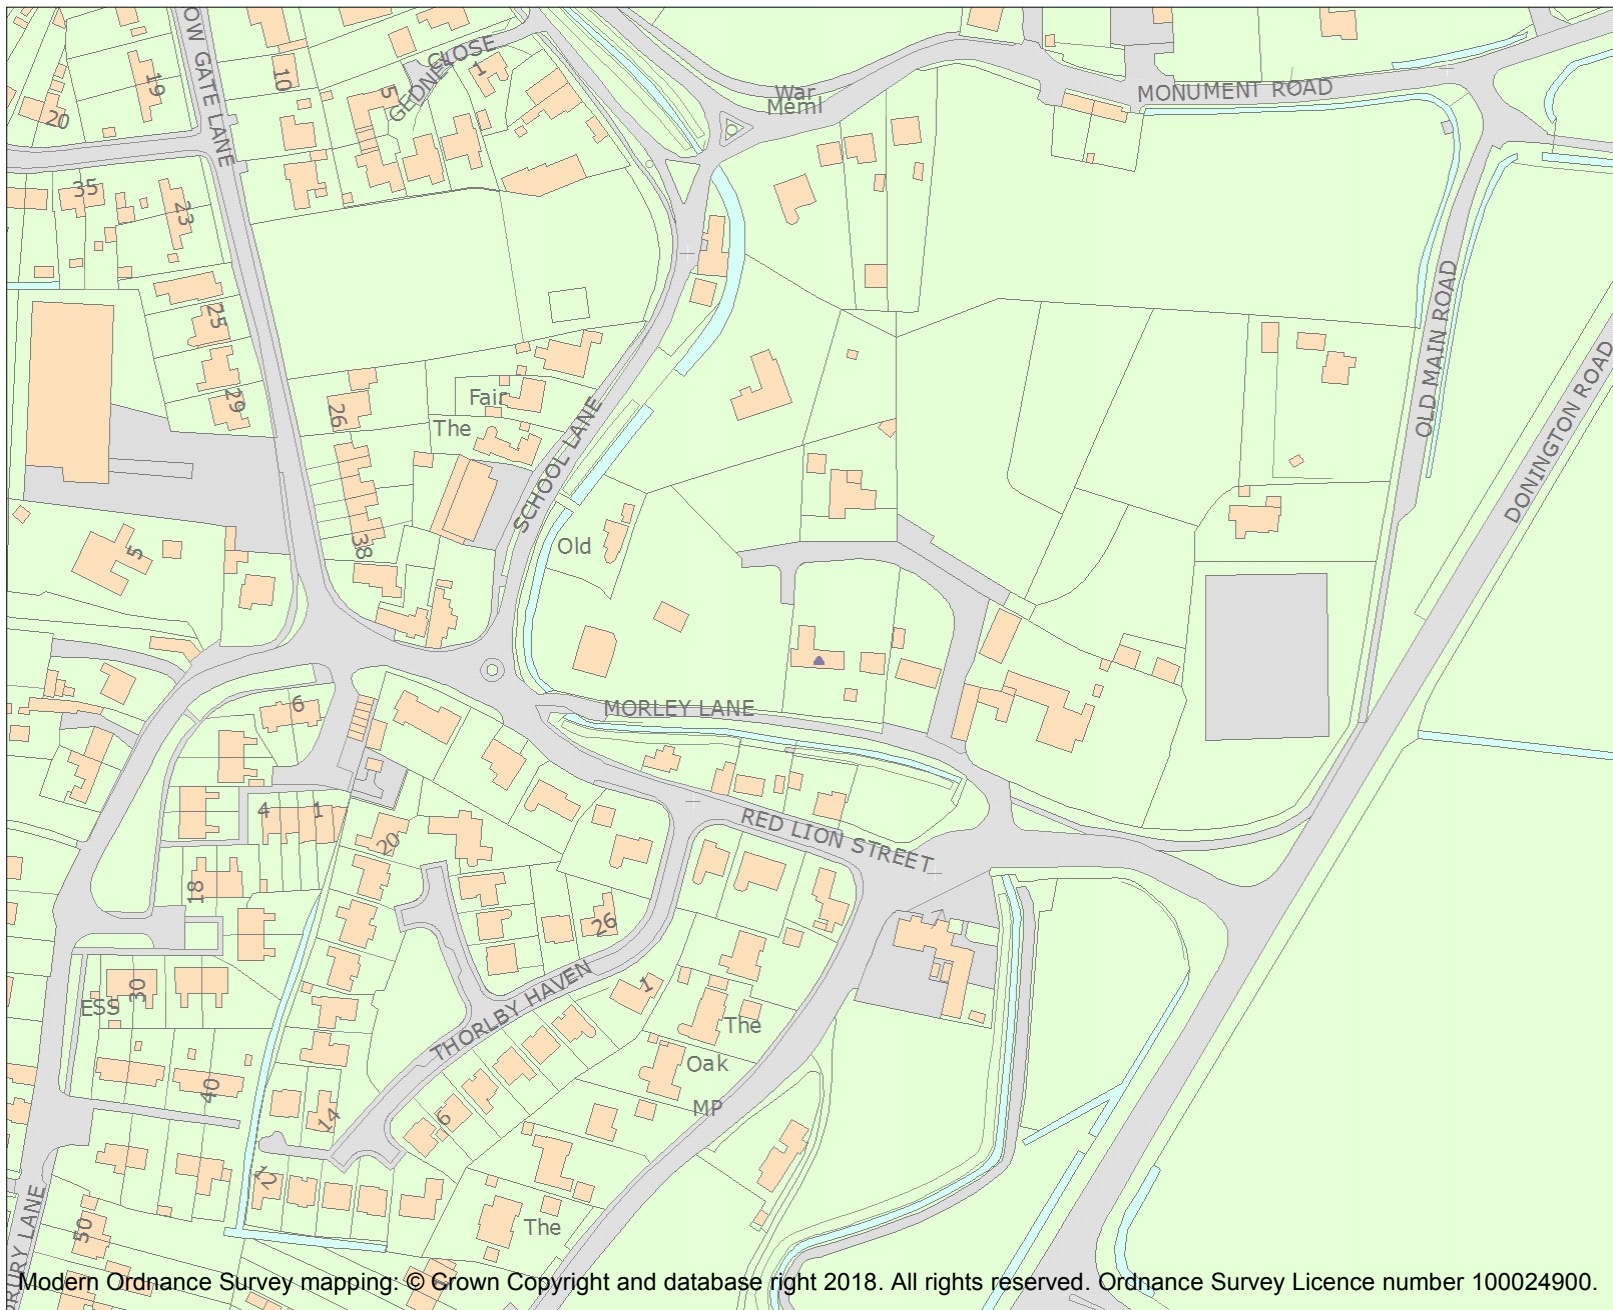 OW GATE LANE
19
20
10
5
GEDNEY
CLOSE
1
War
Meml
MONUMENT ROAD
35
23
25
29
26
Fair
The
38
SCHOOL LANE
OLD MAIN ROAD
DONINGTON ROAD
5
Old
6
MORLEY LANE
4
1
20
18
RED LION STREET
26
30
ESS
THORLBY HAVEN
1
The
Oak
MP
40
14
6
12
50
The
RURY LANE
Modern Ordnance Survey mapping: © Crown Copyright and database right 2018. All rights reserved. Ordnance Survey Licence number 100024900.